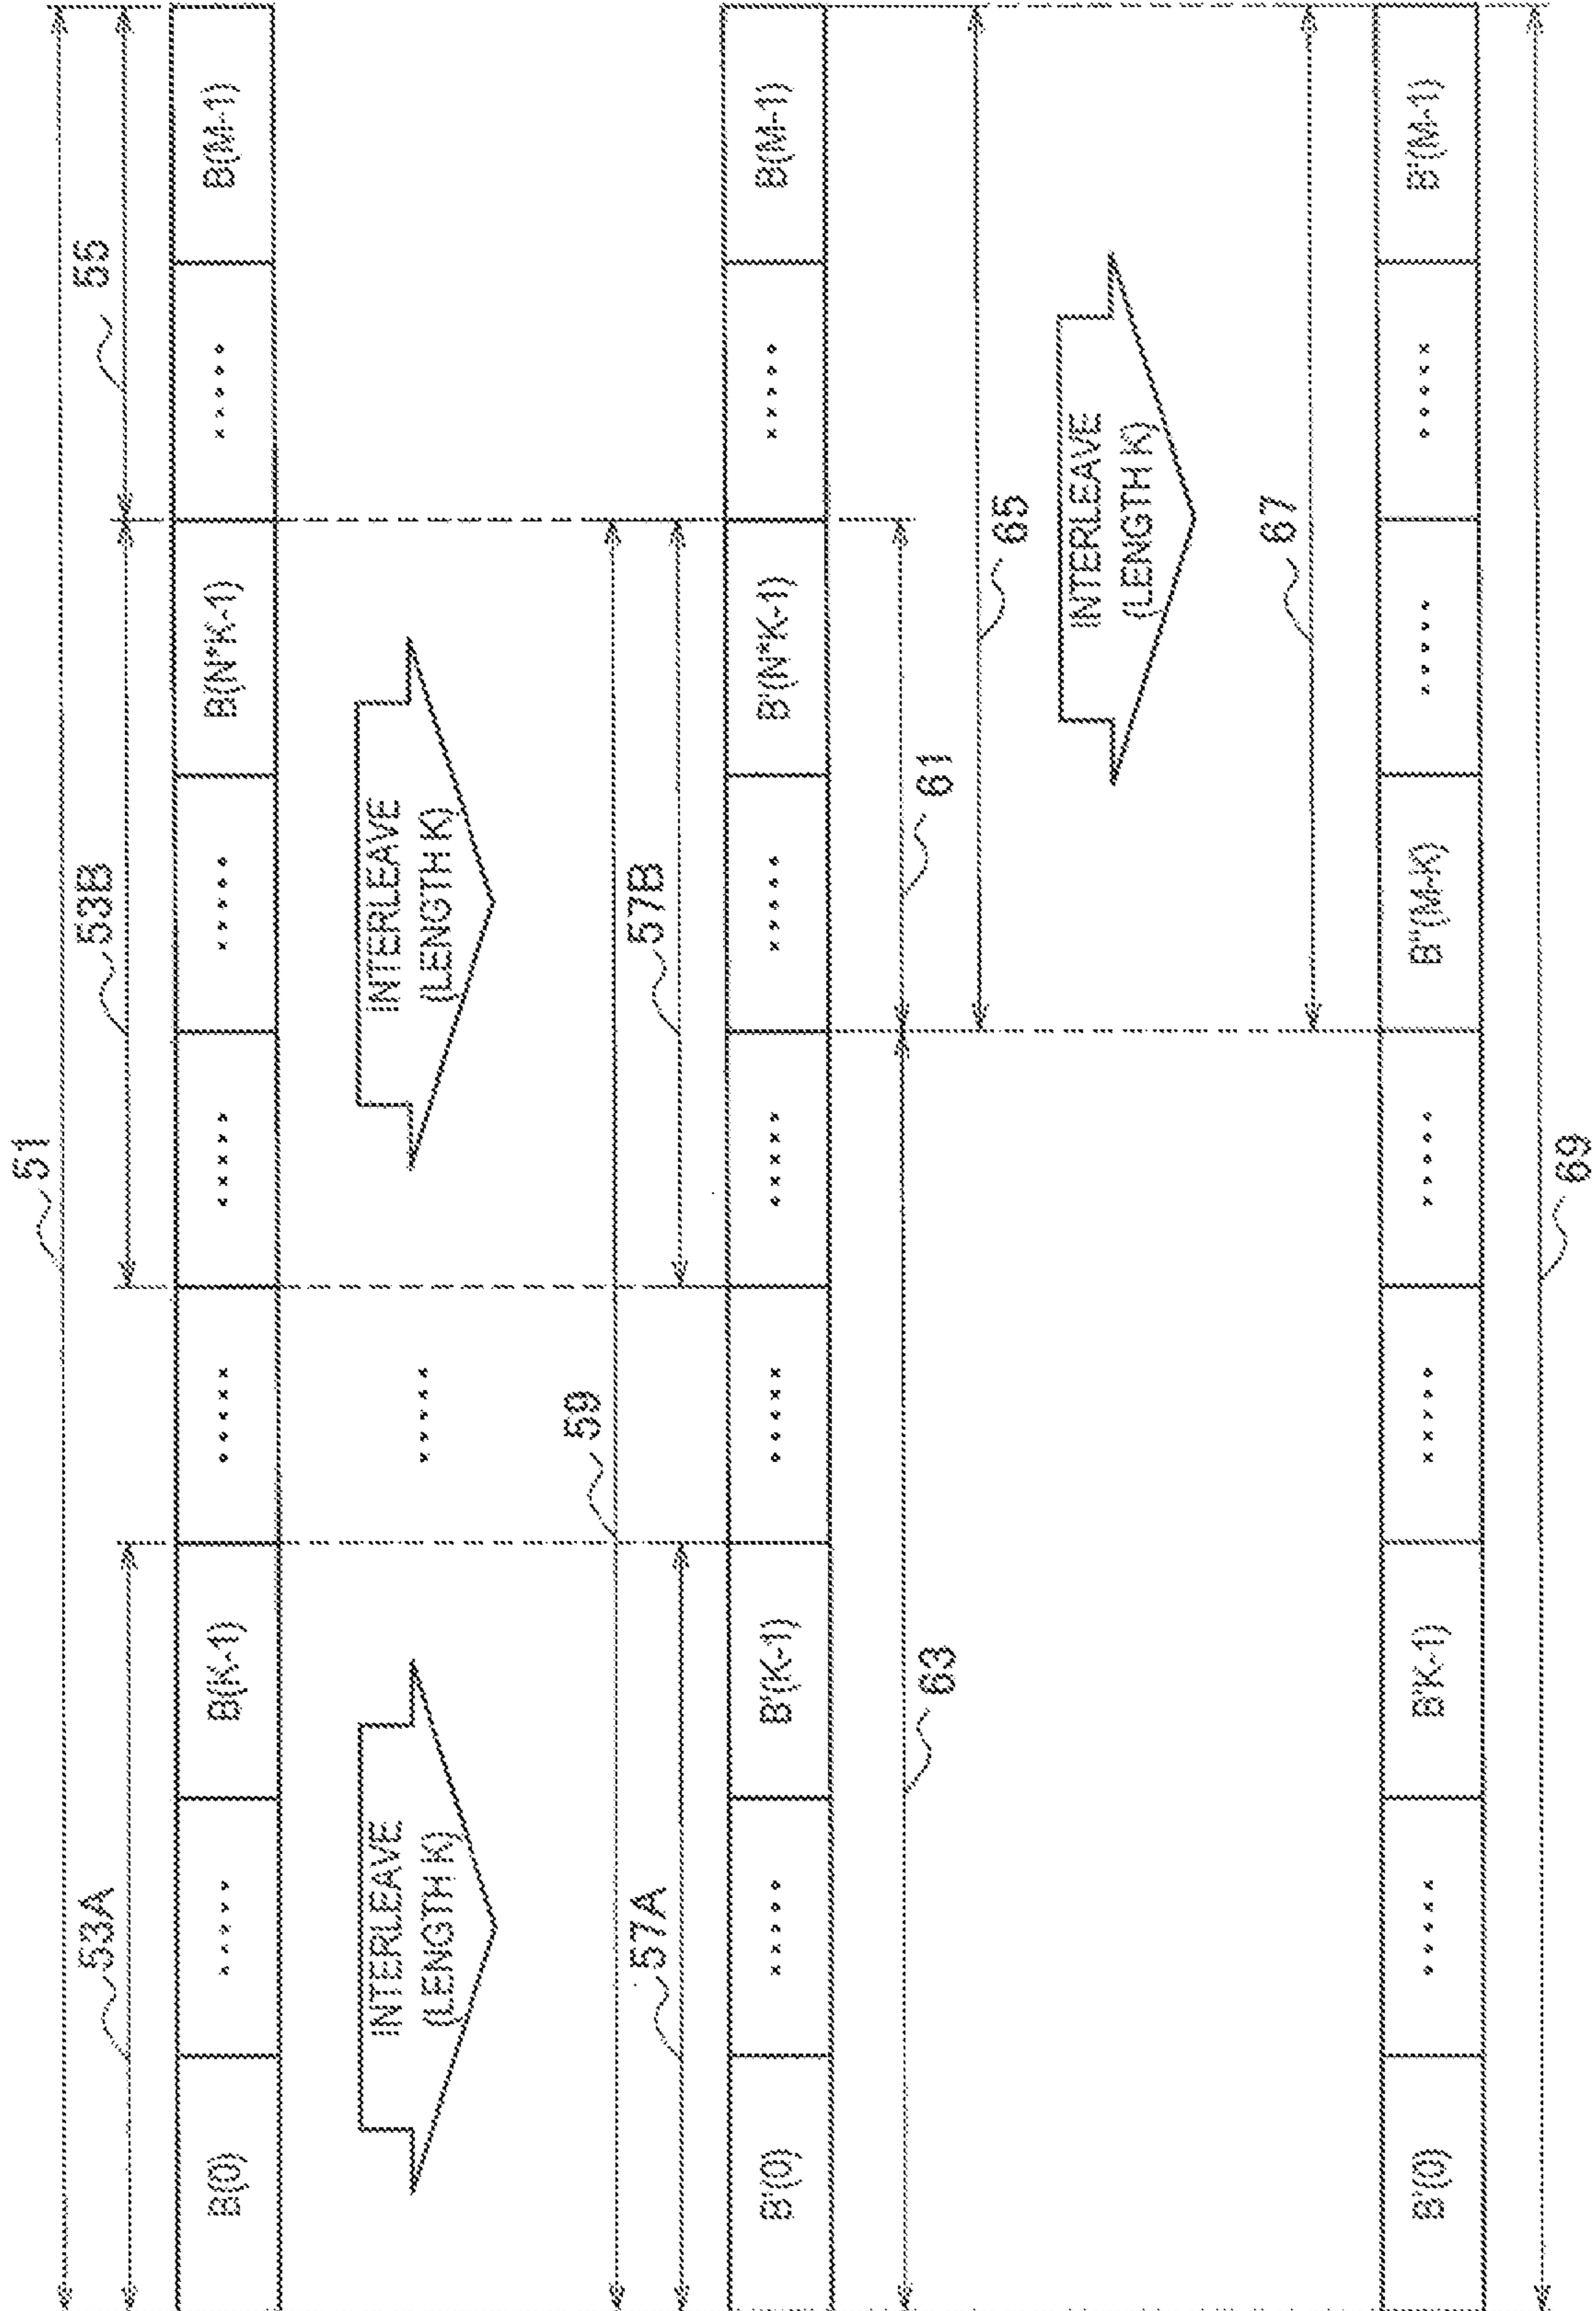 51
53A 53B 55
B(0) ····· B(K-1) ····· ····· ····· B(N*K-1) ····· B(M-1)
INTERLEAVE
(LENGTH K)
·····
INTERLEAVE
(LENGTH K)
59
57A 57B
B'(0) ····· B'(K-1) ····· ····· ····· B'(N*K-1) ····· B(M-1)
63 61
65
INTERLEAVE
(LENGTH K)
67
B'(0) ····· B'K-1) ····· ····· B''(M-K) ····· ····· B'(M-1)
69